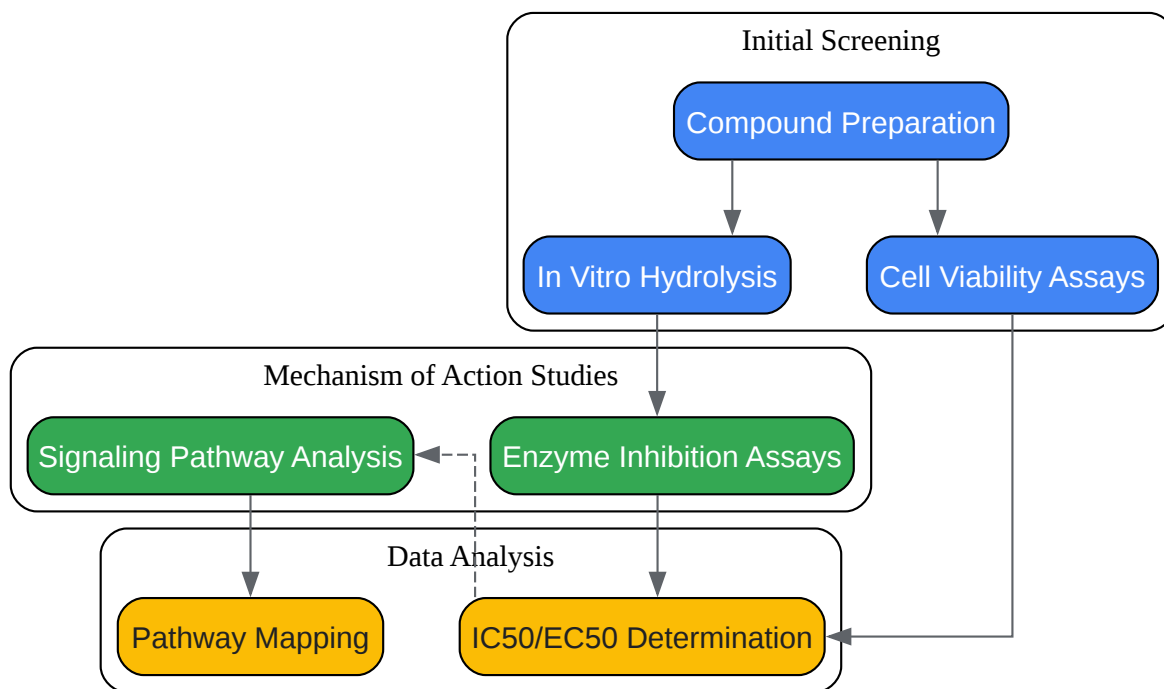 Initial Screening
Compound Preparation
In Vitro Hydrolysis
Cell Viability Assays
Mechanism of Action Studies
Signaling Pathway Analysis
Enzyme Inhibition Assays
Data Analysis
Pathway Mapping
IC50/EC50 Determination